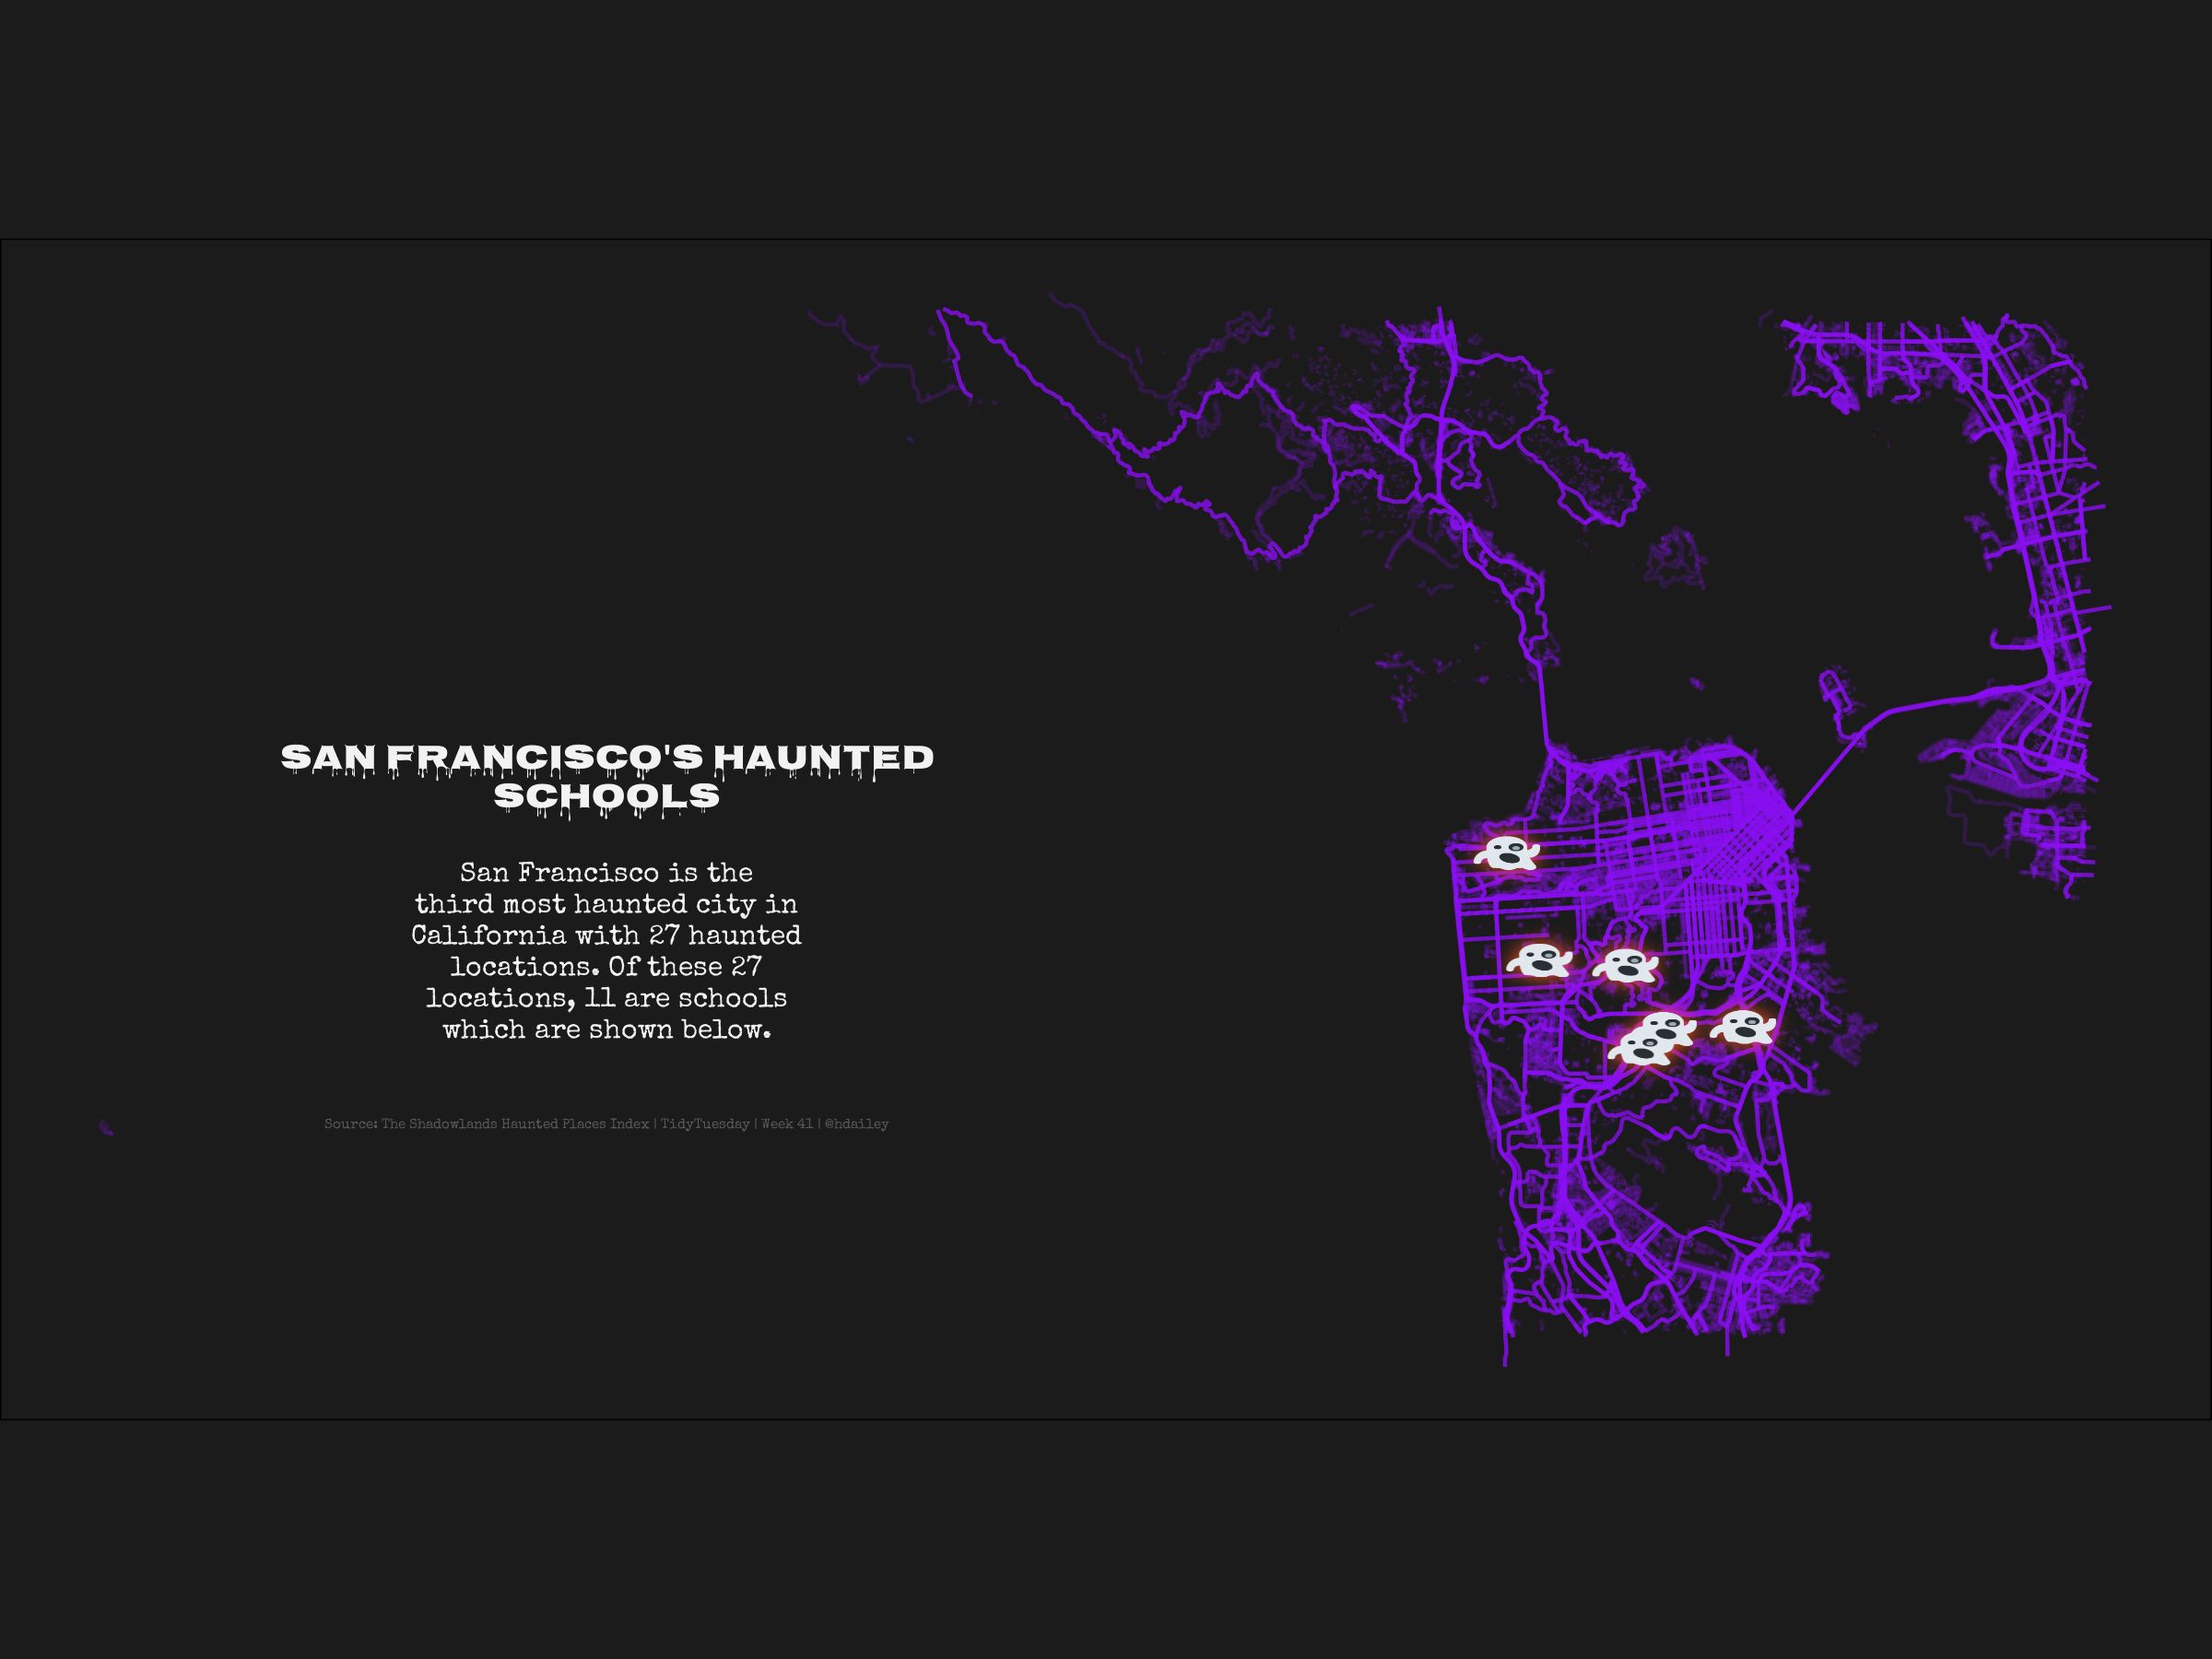 SAN FRANCISCO'S HAUNTED
SCHOOLS
San Francisco is the
third most haunted city in
California with 27 haunted
locations. Of these 27
locations, 11 are schools
which are shown below.
Source: The Shadowlands Haunted Places Index | TidyTuesday | Week 41 | @hdailey